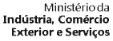 Ministério da
Indústria, Comércio
Exterior e Serviços